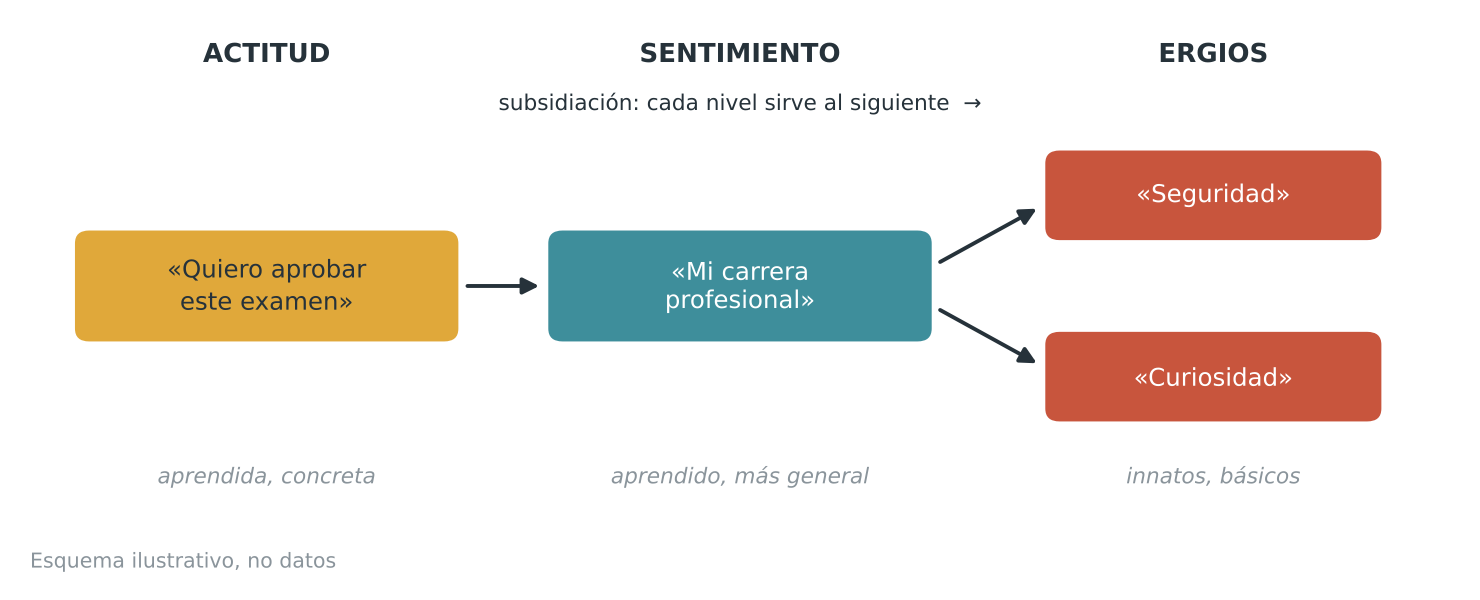 ACTITUD
SENTIMIENTO
ERGIOS
subsidiación: cada nivel sirve al siguiente →
«Seguridad»
«Quiero aprobar
este examen»
«Mi carrera
profesional»
«Curiosidad»
aprendida, concreta
aprendido, más general
innatos, básicos
Esquema ilustrativo, no datos